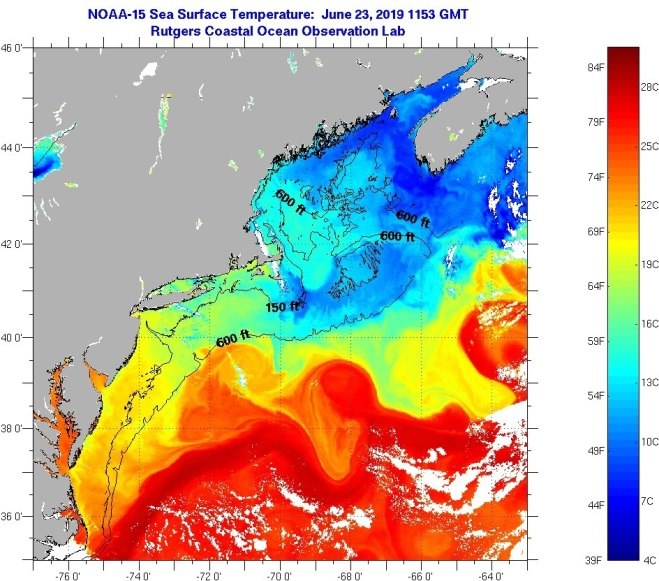 NOAA-15 Sea Surface Temperature: June 23, 2019 1153 GMT
Rutgers Coastal Ocean Observation Lab
46 0'
44 0'
42 0'
40 0'
38 0'
36 0'
600 ft
600 ft
600 ft
150 ft
600 ft
-76 0'
-74 0'
-72 0'
-70 0'
-68 0'
-66 0'
-64 0'
84F
79F
74F
69F
64F
59F
54F
49F
44F
39F
28C
25C
22C
19C
16C
13C
10C
7C
4C